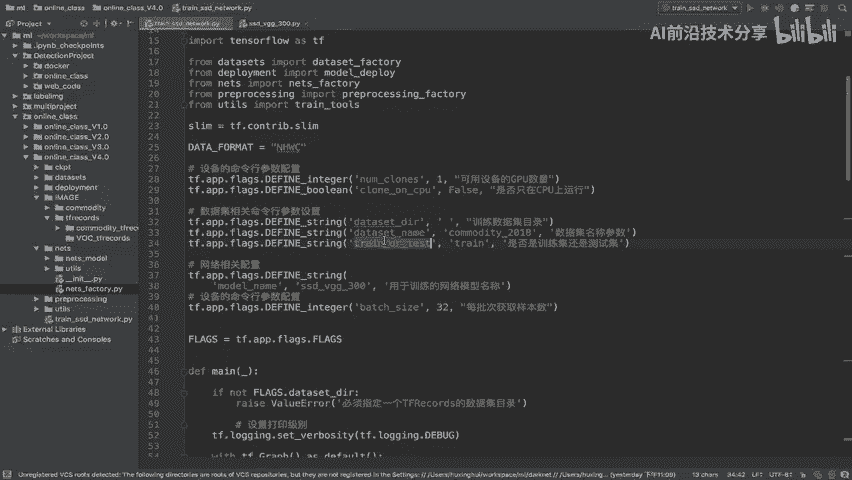 ml
online_class
online_class_V4.0
train_ssd_network.py
train_ssd_network
AI前沿技术分享
bilibili
Project
train_ssd_network.py
ssd_vgg_300.py
ml
.ipynb_checkpoints
DetectionProject
docker
online_class
web_code
labelimg
multiproject
online_class
online_class_V1.0
online_class_V2.0
online_class_V3.0
online_class_V4.0
ckpt
datasets
deployment
IMAGE
commodity
tfrecords
commodity_tfrec
VOC_tfrecords
nets
nets_model
utils
__init__.py
nets_factory.py
preprocessing
utils
train_ssd_network.py
External Libraries
Scratches and Consoles
15 import tensorflow as tf
16
17 from datasets import dataset_factory
18 from deployment import model_deploy
19 from nets import nets_factory
20 from preprocessing import preprocessing_factory
21 from utils import train_tools
22
23 slim = tf.contrib.slim
24
25 DATA_FORMAT = "NHWC"
26
27 # 设备的命令行参数配置
28 tf.app.flags.DEFINE_integer('num_clones', 1, "可用设备的GPU数量")
29 tf.app.flags.DEFINE_boolean('clone_on_cpu', False, "是否只在CPU上运行")
30
31 # 数据集相关命令行参数设置
32 tf.app.flags.DEFINE_string('dataset_dir', ' ', "训练数据集目录")
33 tf.app.flags.DEFINE_string('dataset_name', 'commodity_2018', '数据集名称参数')
34 tf.app.flags.DEFINE_string('train_or_test', 'train', '是否是训练集还是测试集')
35
36 # 网络相关配置
37 tf.app.flags.DEFINE_string(
38 'model_name', 'ssd_vgg_300', '用于训练的网络模型名称')
39 # 设备的命令行参数配置
40 tf.app.flags.DEFINE_integer('batch_size', 32, "每批次获取样本数")
41
42
43 FLAGS = tf.app.flags.FLAGS
44
45
46 def main(_):
47
48 if not FLAGS.dataset_dir:
49 raise ValueError('必须指定一个TFRecords的数据集目录')
50
51 # 设置打印级别
52 tf.logging.set_verbosity(tf.logging.DEBUG)
53
54 with tf.Graph().as_default():
Unregistered VCS roots detected: The following directories are roots of VCS repositories, but they are not registered in the Settings:
(yesterday 下午11:09)
13 chars
34:42
LF
UTF-8